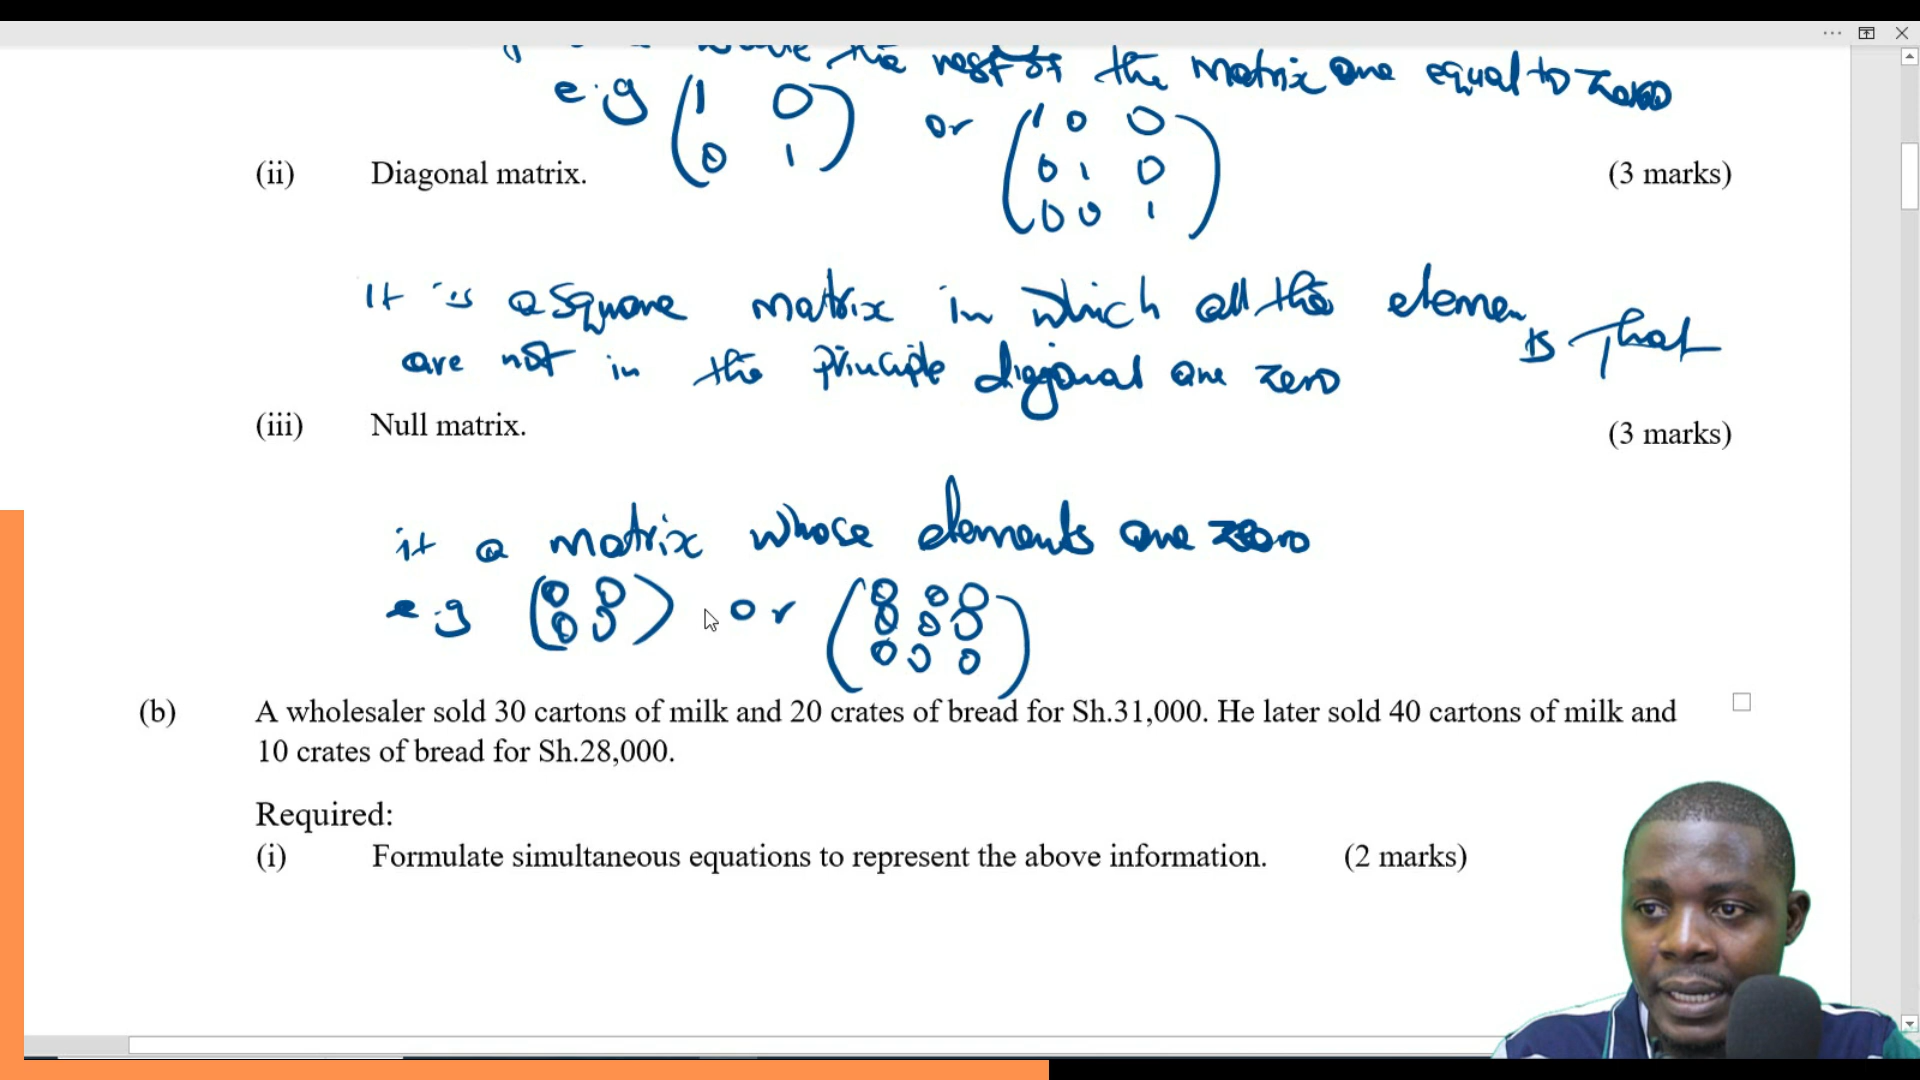 the rest of the matrix are equal to zero
e.g (1 0 or (1 0 0
0 1) 0 1 0
0 0 1)
(ii) Diagonal matrix. (3 marks)
It is a square matrix in which all the elements that
are not in the principle diagonal are zero
(iii) Null matrix. (3 marks)
it a matrix whose elements are zero
e.g (0 0 or (0 0 0
0 0) 0 0 0
0 0 0)
(b) A wholesaler sold 30 cartons of milk and 20 crates of bread for Sh.31,000. He later sold 40 cartons of milk and
10 crates of bread for Sh.28,000.
Required:
(i) Formulate simultaneous equations to represent the above information. (2 marks)